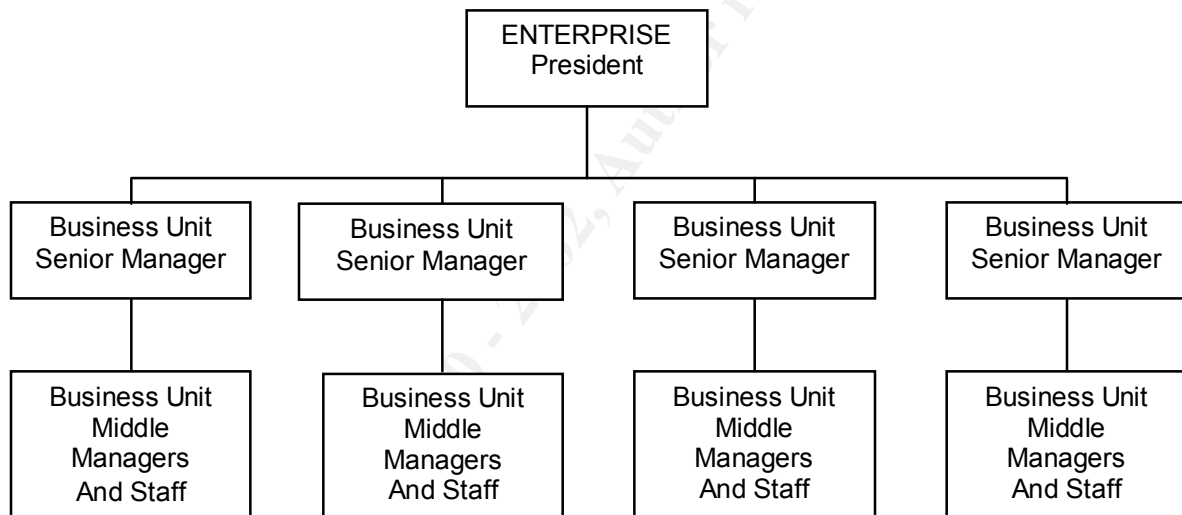 ENTERPRISE
President
Business Unit
Senior Manager
Business Unit
Senior Manager
Business Unit
Senior Manager
Business Unit
Senior Manager
Business Unit
Middle
Managers
And Staff
Business Unit
Middle
Managers
And Staff
Business Unit
Middle
Managers
And Staff
Business Unit
Middle
Managers
And Staff